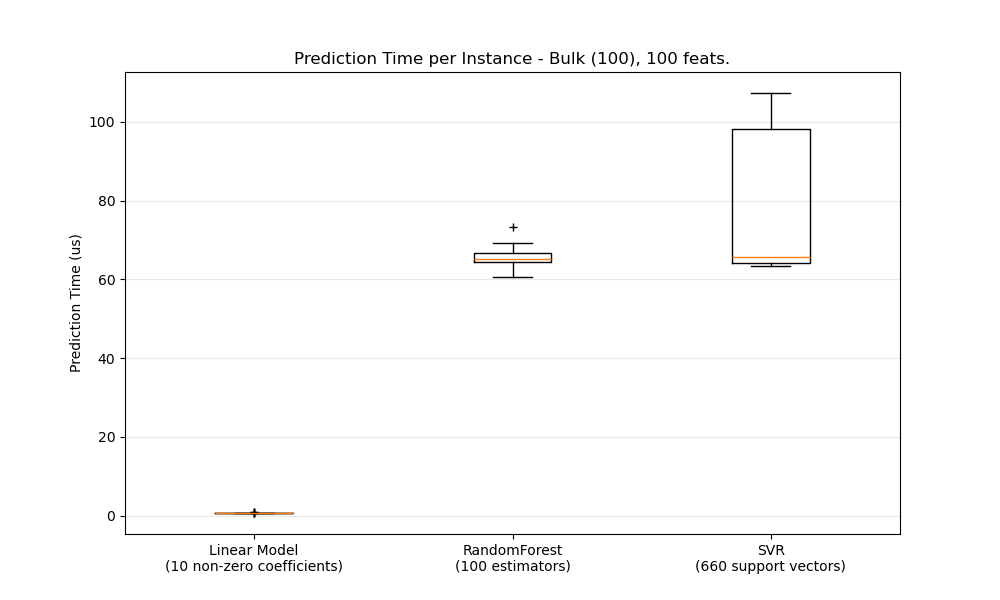 Prediction Time per Instance - Bulk (100), 100 feats.
Prediction Time (us)
100
80
60
40
20
0
Linear Model
(10 non-zero coefficients)
RandomForest
(100 estimators)
SVR
(660 support vectors)